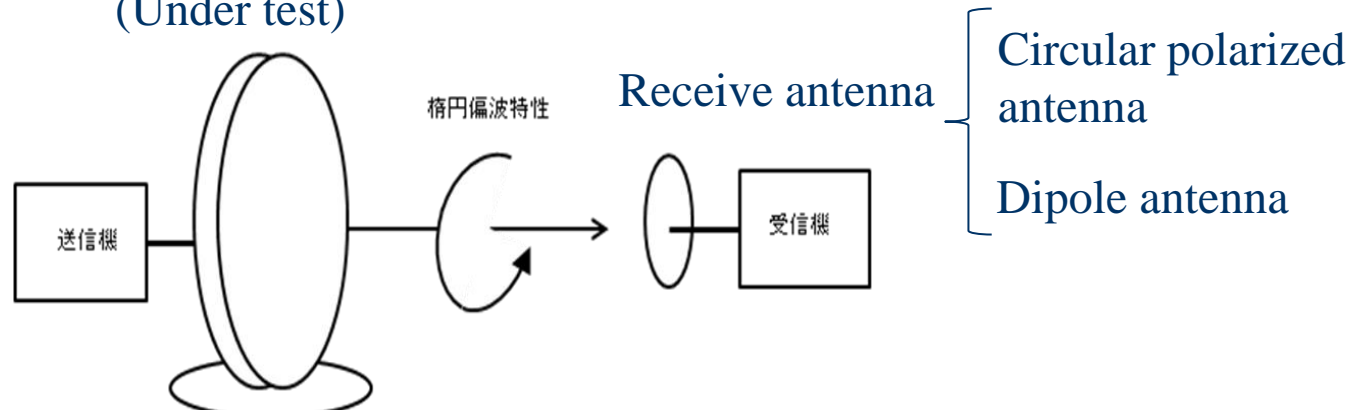 (Under test)
Circular polarized
antenna
Receive antenna
楕円偏波特性
Dipole antenna
送信機
受信機